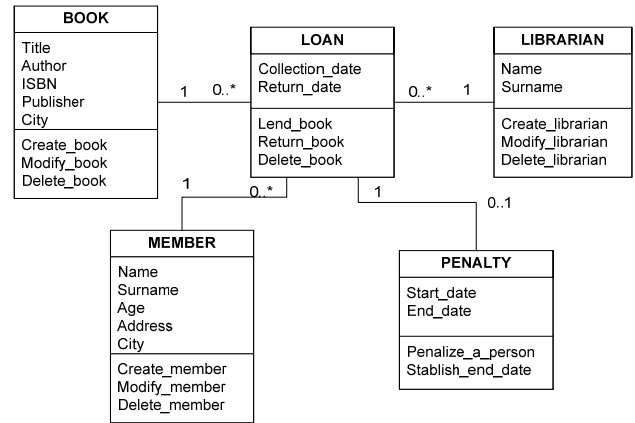 BOOK
Title
Author
ISBN
Publisher
City
Create_book
Modify_book
Delete_book
1
0..*
LOAN
Collection_date
Return_date
Lend_book
Return_book
Delete_book
0..*
1
LIBRARIAN
Name
Surname
Create_librarian
Modify_librarian
Delete_librarian
1
0..*
1
0..1
MEMBER
Name
Surname
Age
Address
City
Create_member
Modify_member
Delete_member
PENALTY
Start_date
End_date
Penalize_a_person
Stablish_end_date